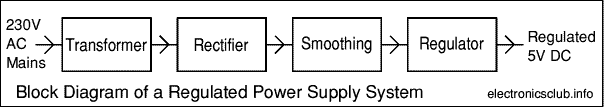 230V
AC
Mains
Transformer
Rectifier
Smoothing
Regulator
Regulated
5V DC
Block Diagram of a Regulated Power Supply System
electronicsclub.info